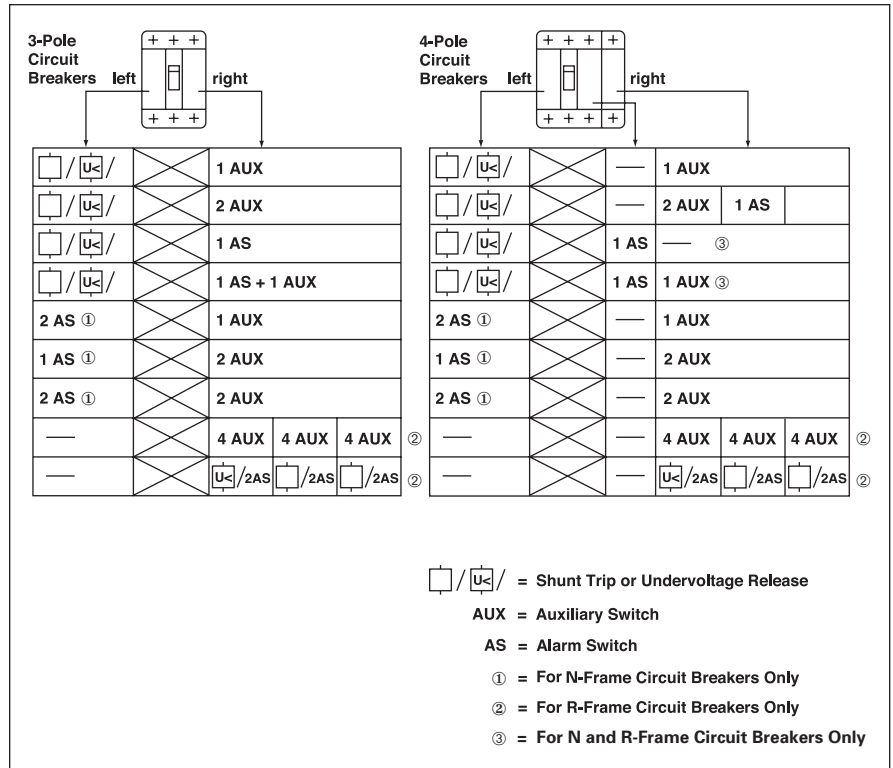 3-Pole
Circuit
Breakers left right
4-Pole
Circuit
Breakers left right
/ U< / 1 AUX
/ U< / 2 AUX
/ U< / 1 AS
/ U< / 1 AS + 1 AUX
2 AS ① 1 AUX
1 AS ① 2 AUX
2 AS ① 2 AUX
— 4 AUX 4 AUX 4 AUX ②
— U< /2AS /2AS /2AS ②
/ U< / — 1 AUX
/ U< / — 2 AUX 1 AS
/ U< / 1 AS — ③
/ U< / 1 AS 1 AUX ③
2 AS ① — 1 AUX
1 AS ① — 2 AUX
2 AS ① — 2 AUX
— — 4 AUX 4 AUX 4 AUX ②
— — U< /2AS /2AS /2AS ②
/ U< / = Shunt Trip or Undervoltage Release
AUX = Auxiliary Switch
AS = Alarm Switch
① = For N-Frame Circuit Breakers Only
② = For R-Frame Circuit Breakers Only
③ = For N and R-Frame Circuit Breakers Only